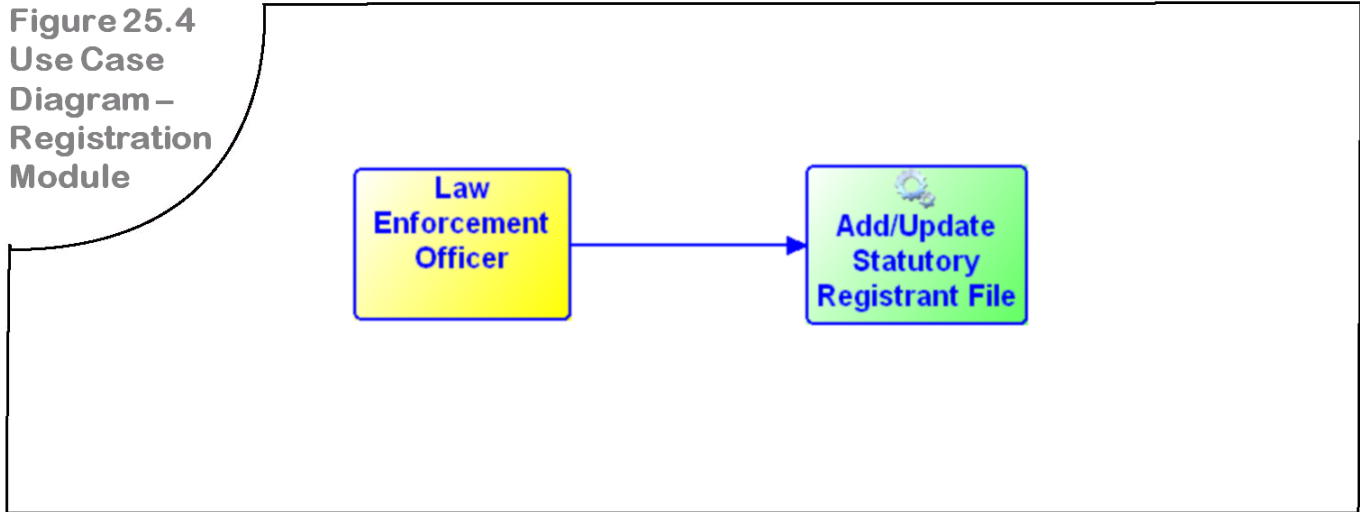 Figure 25.4
Use Case
Diagram –
Registration
Module
Law
Enforcement
Officer
Add/Update
Statutory
Registrant File